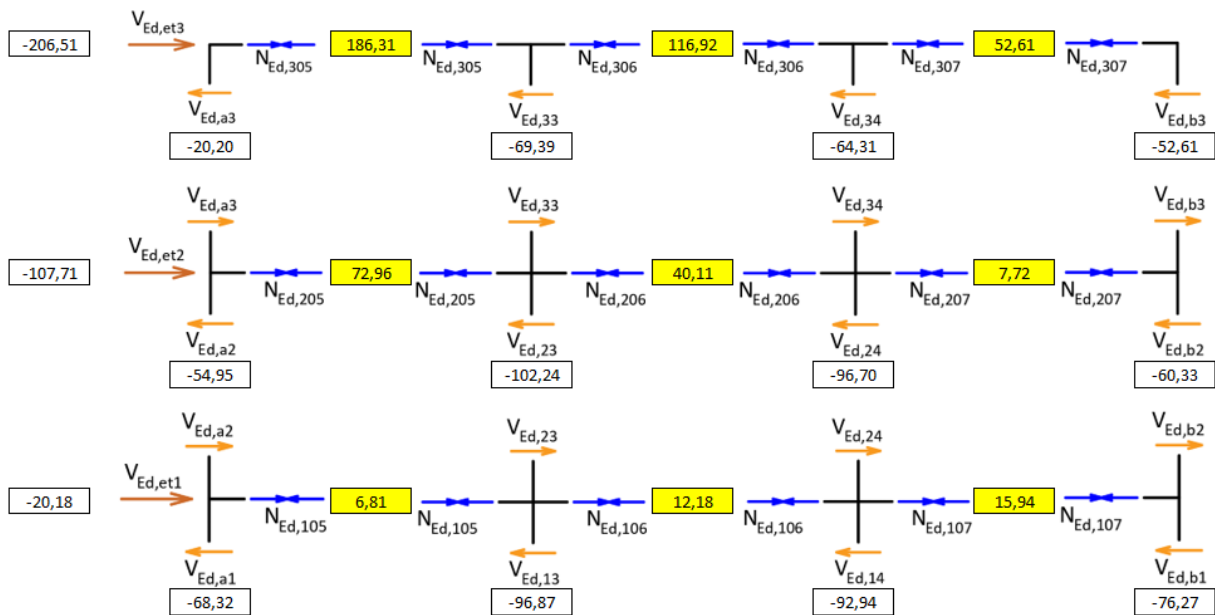 V_Ed,et3
-206,51 186,31 116,92 52,61
N_Ed,305 N_Ed,305 N_Ed,306 N_Ed,306 N_Ed,307 N_Ed,307
V_Ed,a3 V_Ed,33 V_Ed,34 V_Ed,b3
-20,20 -69,39 -64,31 -52,61
V_Ed,a3 V_Ed,33 V_Ed,34 V_Ed,b3
V_Ed,et2
-107,71 72,96 40,11 7,72
N_Ed,205 N_Ed,205 N_Ed,206 N_Ed,206 N_Ed,207 N_Ed,207
V_Ed,a2 V_Ed,23 V_Ed,24 V_Ed,b2
-54,95 -102,24 -96,70 -60,33
V_Ed,a2 V_Ed,23 V_Ed,24 V_Ed,b2
V_Ed,et1
-20,18 6,81 12,18 15,94
N_Ed,105 N_Ed,105 N_Ed,106 N_Ed,106 N_Ed,107 N_Ed,107
V_Ed,a1 V_Ed,13 V_Ed,14 V_Ed,b1
-68,32 -96,87 -92,94 -76,27